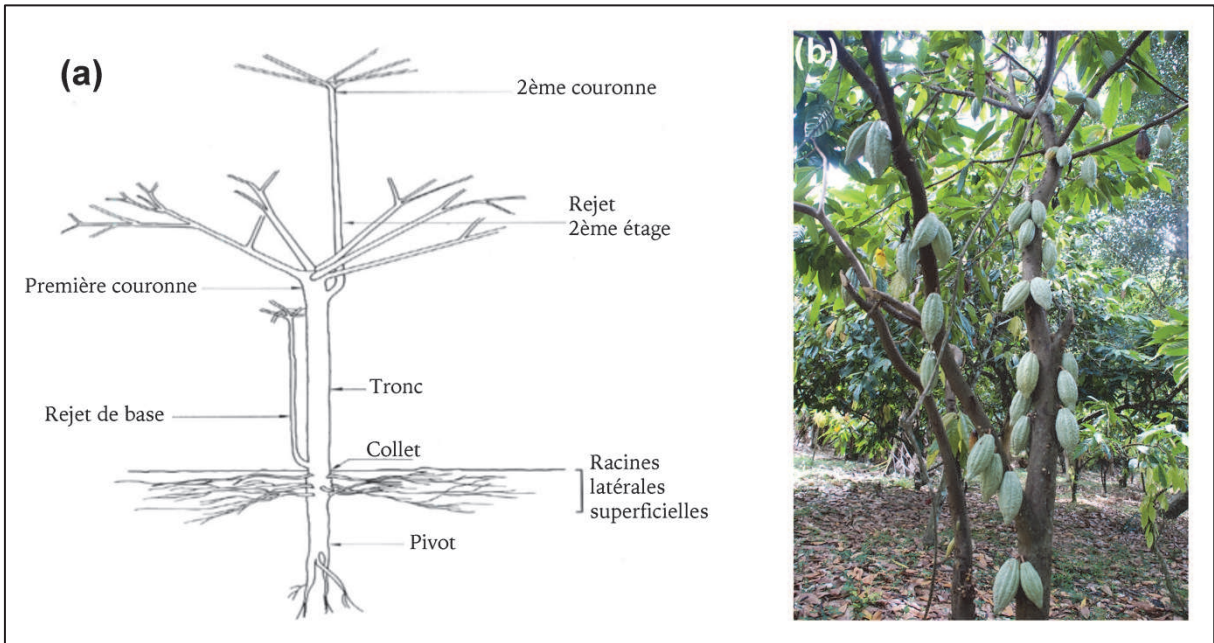 (a)
2ème couronne
Rejet
2ème étage
Première couronne
Tronc
Rejet de base
Collet
Racines
latérales
superficielles
Pivot
(b)